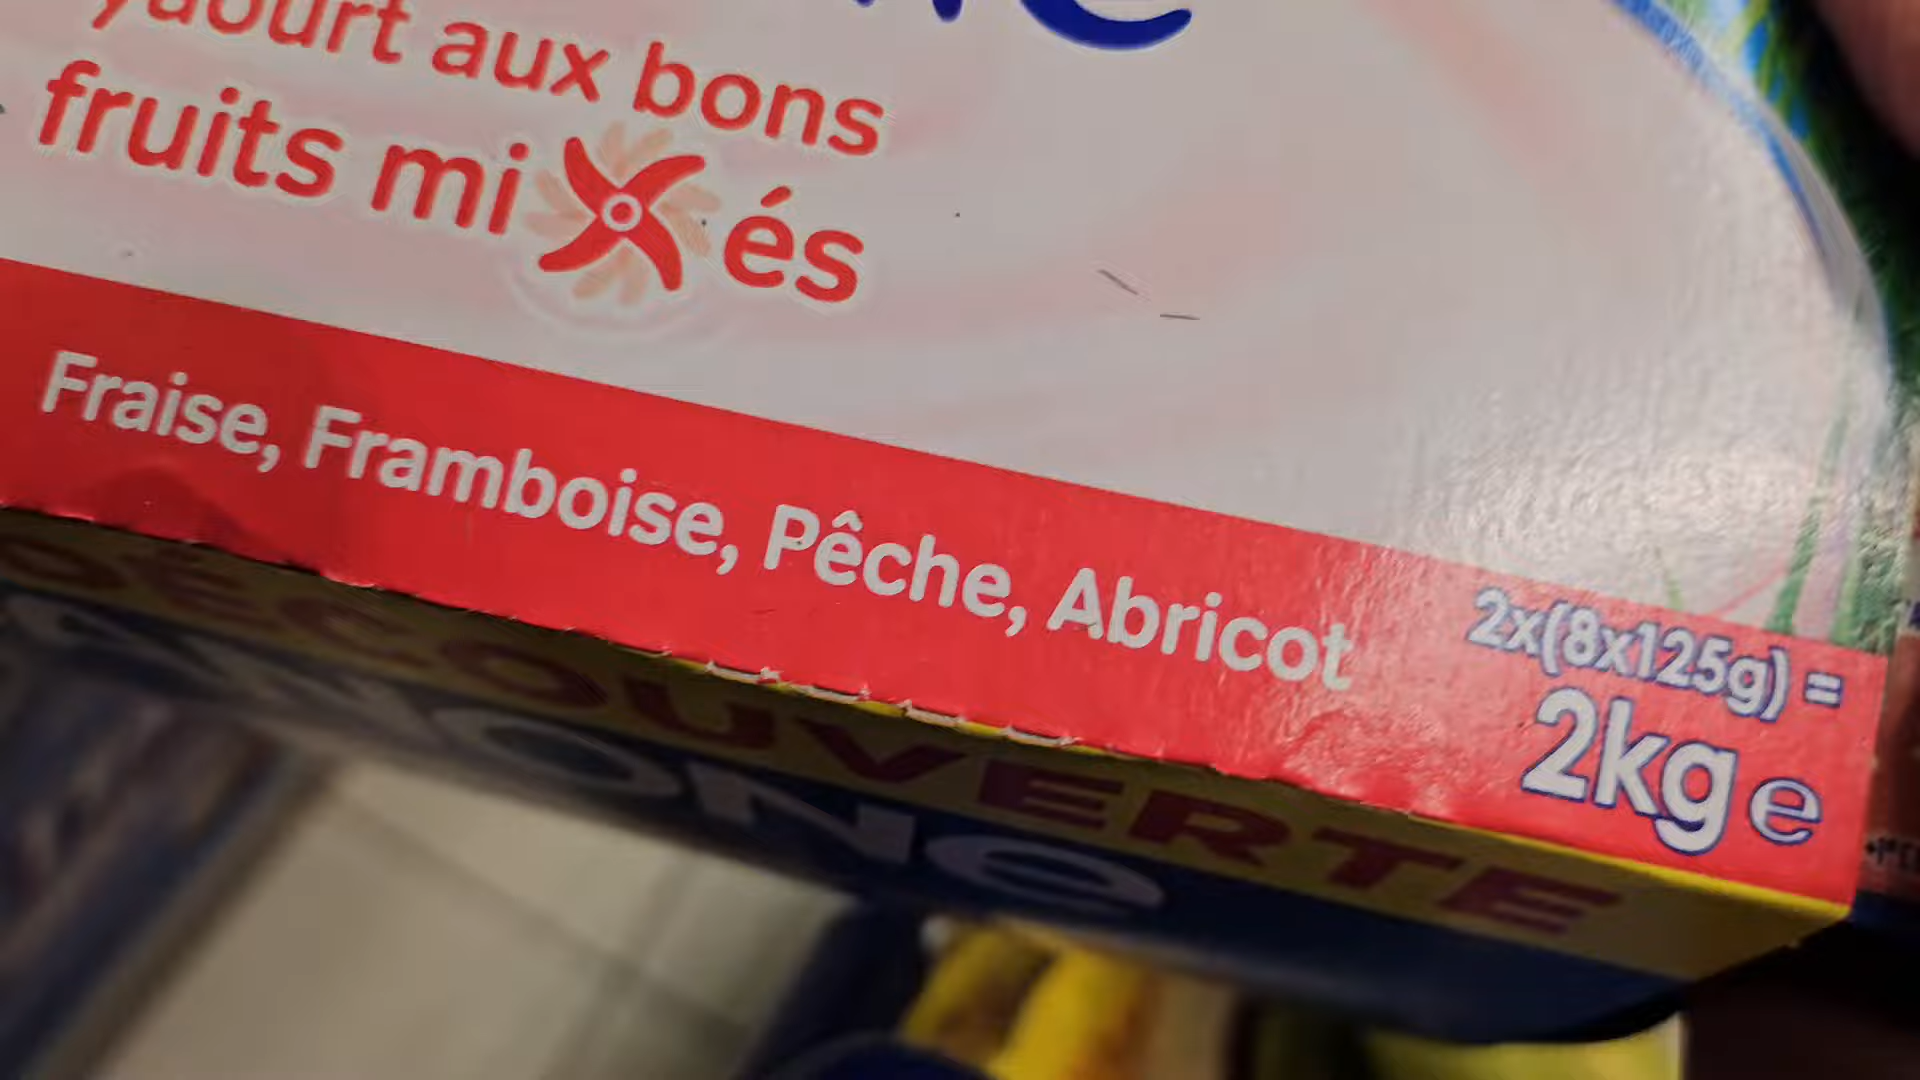 yaourt aux bons
fruits mixés
Fraise, Framboise, Pêche, Abricot
2x(8x125g) =
2kg e
DÉCOUVERTE